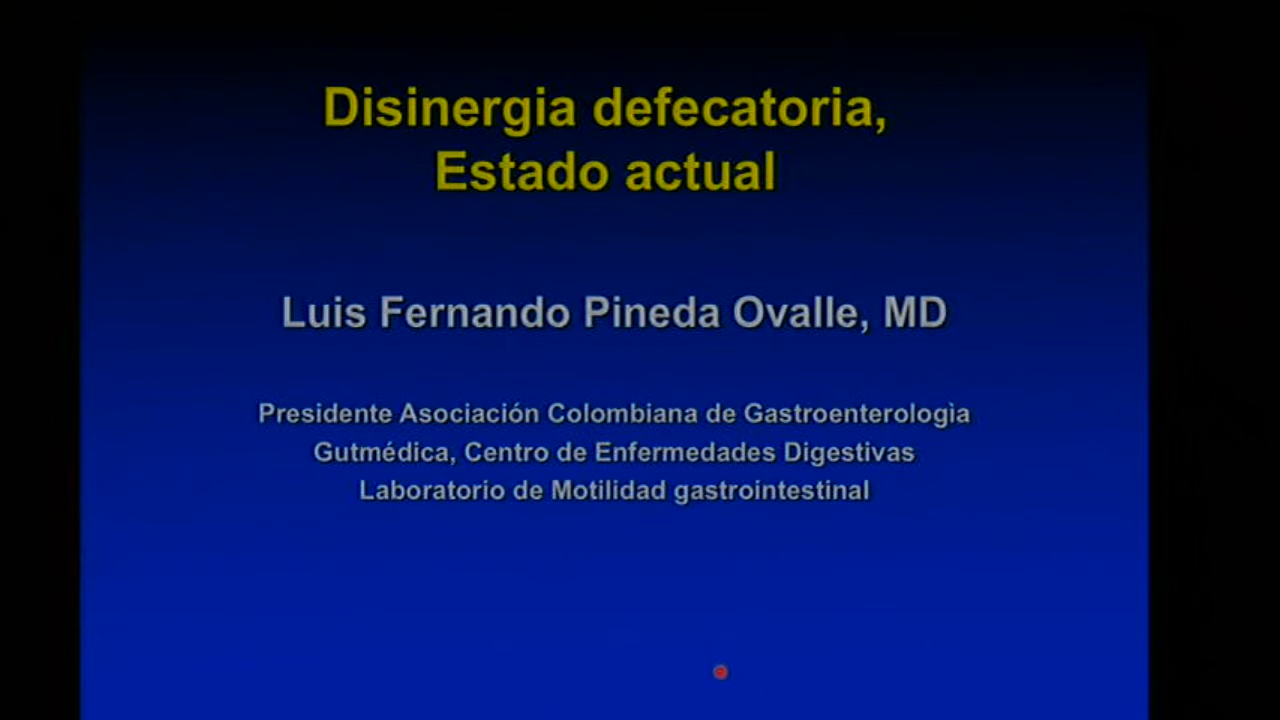 Disinergia defecatoria,
Estado actual
Luis Fernando Pineda Ovalle, MD
Presidente Asociación Colombiana de Gastroenterologìa
Gutmédica, Centro de Enfermedades Digestivas
Laboratorio de Motilidad gastrointestinal